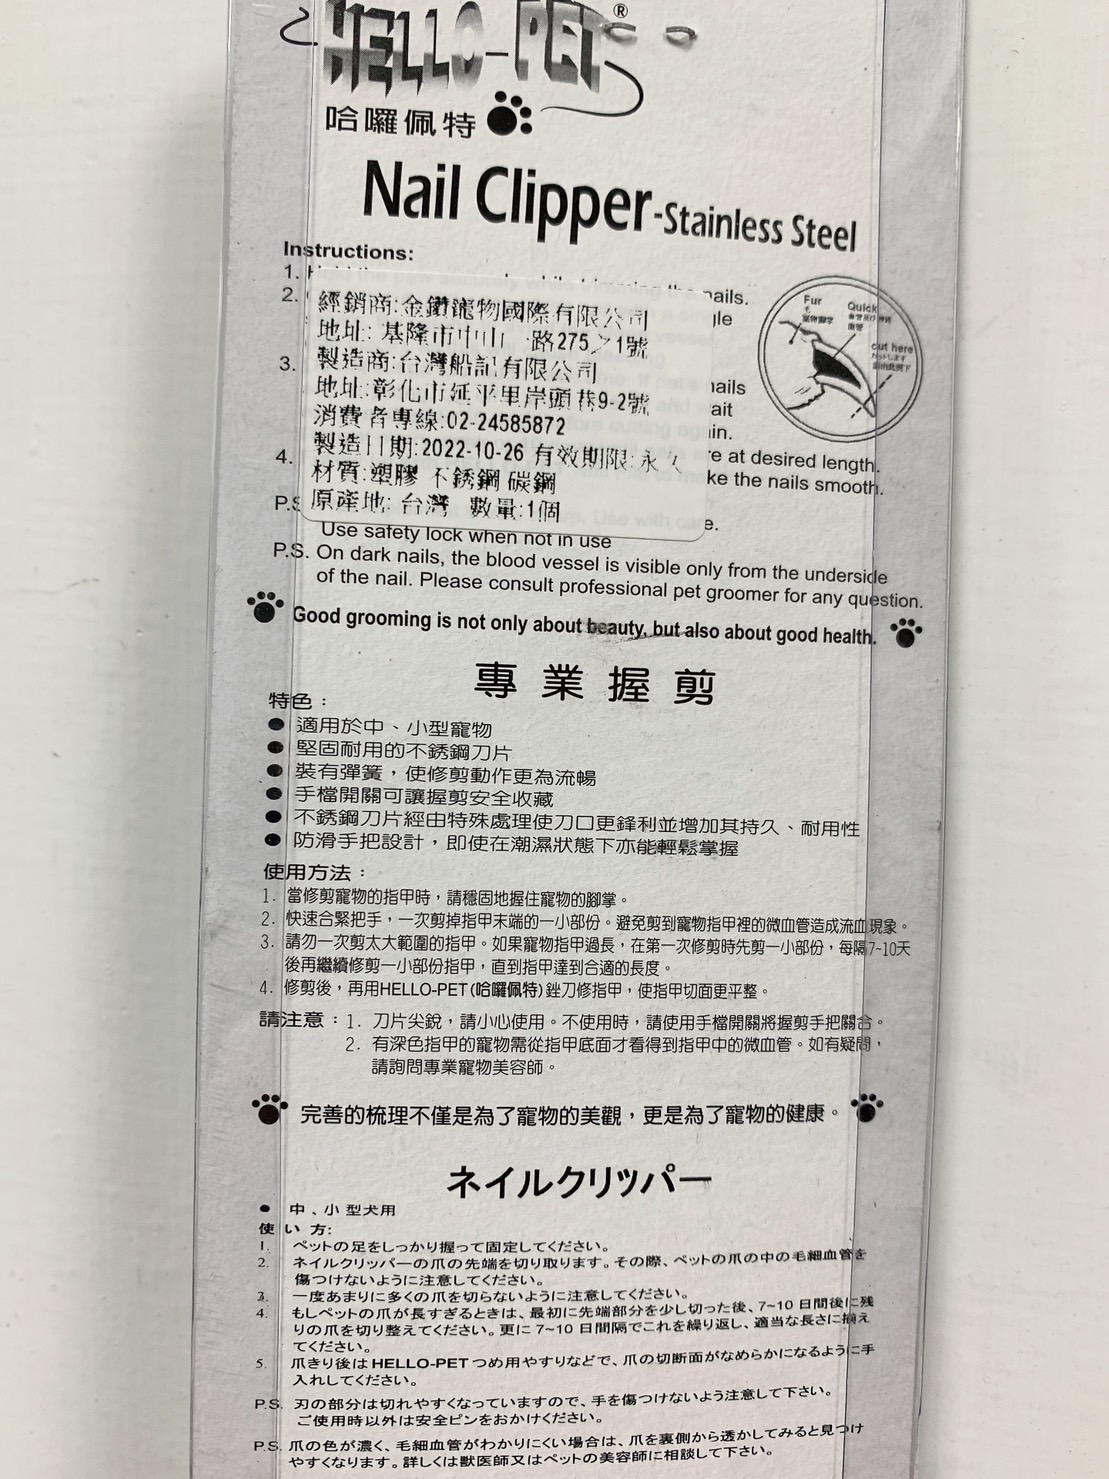 HELLO-PET®
哈囉佩特
Nail Clipper-Stainless Steel
Instructions:
1.
nails.
2.
3.
nails
ait
in.
4.
at desired length.
the nails smooth.
Fur
Quick
cut here
經銷商:金鑽寵物國際有限公司
地址: 基隆市中山一路275之1號
製造商:台灣船記有限公司
地址:彰化市延平里岸頭巷9-2號
消費者專線:02-24585872
製造日期:2022-10-26 有效期限:永久
材質:塑膠 不銹鋼 碳鋼
原產地: 台灣 數量:1個
Use safety lock when not in use
P.S. On dark nails, the blood vessel is visible only from the underside
of the nail. Please consult professional pet groomer for any question.
Good grooming is not only about beauty, but also about good health.
專業握剪
特色：
● 適用於中、小型寵物
● 堅固耐用的不銹鋼刀片
● 裝有彈簧，使修剪動作更為流暢
● 手檔開關可讓握剪安全收藏
● 不銹鋼刀片經由特殊處理使刀口更鋒利並增加其持久、耐用性
● 防滑手把設計，即使在潮濕狀態下亦能輕鬆掌握
使用方法：
1. 當修剪寵物的指甲時，請穩固地握住寵物的腳掌。
2. 快速合緊把手，一次剪掉指甲末端的一小部份。避免剪到寵物指甲裡的微血管造成流血現象。
3. 請勿一次剪太大範圍的指甲。如果寵物指甲過長，在第一次修剪時先剪一小部份，每隔7~10天
後再繼續修剪一小部份指甲，直到指甲達到合適的長度。
4. 修剪後，再用HELLO-PET(哈囉佩特)銼刀修指甲，使指甲切面更平整。
請注意：1. 刀片尖銳，請小心使用。不使用時，請使用手檔開關將握剪手把關合。
2. 有深色指甲的寵物需從指甲底面才看得到指甲中的微血管。如有疑問，
請詢問專業寵物美容師。
完善的梳理不僅是為了寵物的美觀，更是為了寵物的健康。
ネイルクリッパー
● 中、小型犬用
使い方:
1. ペットの足をしっかり握って固定してください。
2. ネイルクリッパーの爪の先端を切り取ります。その際、ペットの爪の中の毛細血管を
傷つけないように注意してください。
3. 一度あまりに多くの爪を切らないように注意してください。
4. もしペットの爪が長すぎるときは、最初に先端部分を少し切った後、7~10 日間後に残
りの爪を切り整えてください。更に 7~10 日間隔でこれを繰り返し、適当な長さに揃え
てください。
5. 爪きり後は HELLO-PET つめ用やすりなどで、爪の切断面がなめらかになるように手
入れしてください。
P.S. 刃の部分は切れやすくなっていますので、手を傷つけないよう注意して下さい。
ご使用時以外は安全ピンをおかけください。
P.S. 爪の色が濃く、毛細血管がわかりにくい場合は、爪を裏側から透かしてみると見つけ
やすくなります。詳しくは獣医師又はペットの美容師に相談して下さい。